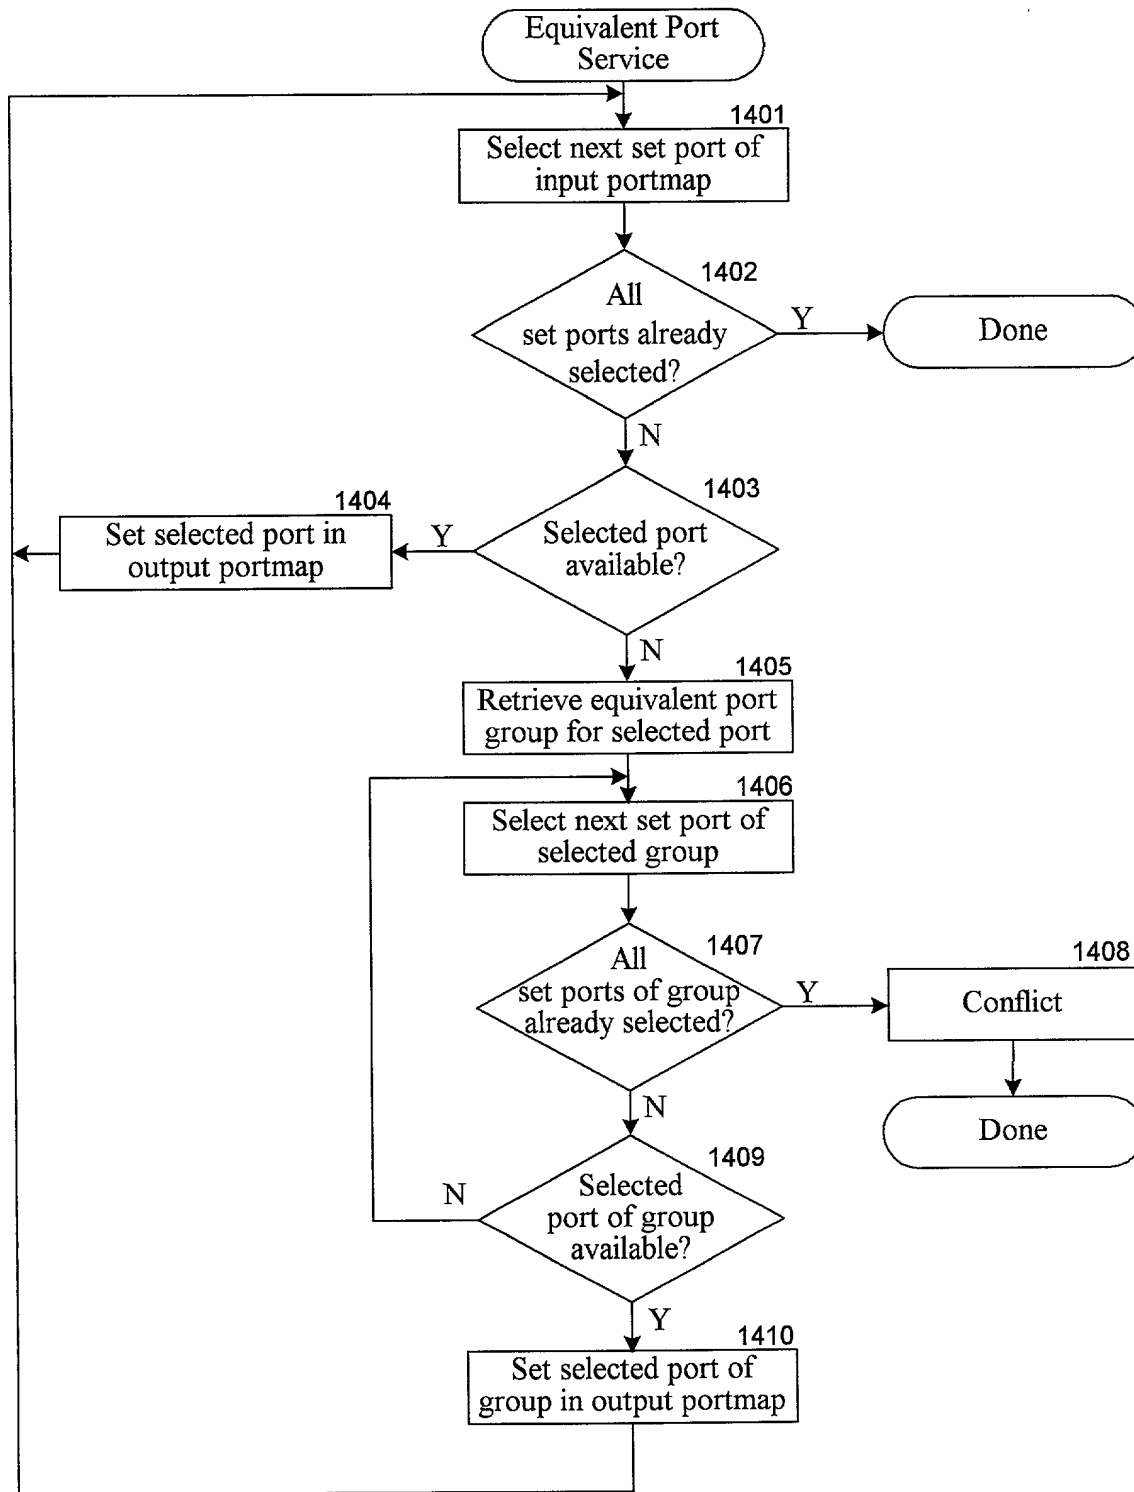 Equivalent Port
Service
1401
Select next set port of
input portmap
1402
All
set ports already
selected?
Y
Done
N
1403
Selected port
available?
Y
1404
Set selected port in
output portmap
N
1405
Retrieve equivalent port
group for selected port
1406
Select next set port of
selected group
1407
All
set ports of group
already selected?
Y
1408
Conflict
Done
N
1409
Selected
port of group
available?
N
Y
1410
Set selected port of
group in output portmap